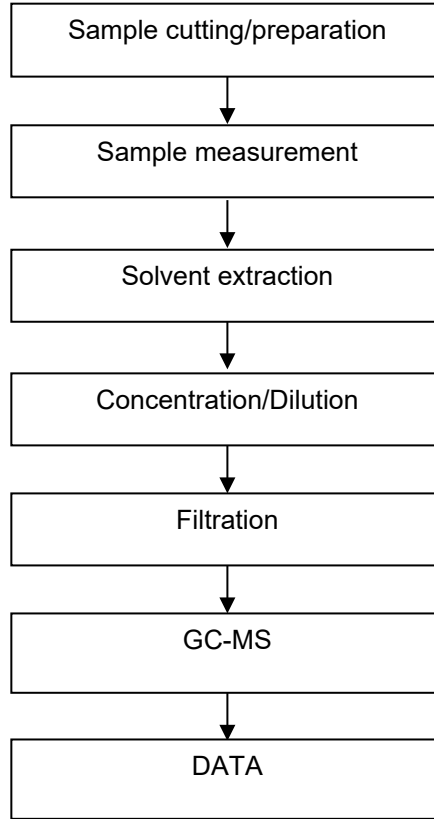 Sample cutting/preparation
Sample measurement
Solvent extraction
Concentration/Dilution
Filtration
GC-MS
DATA